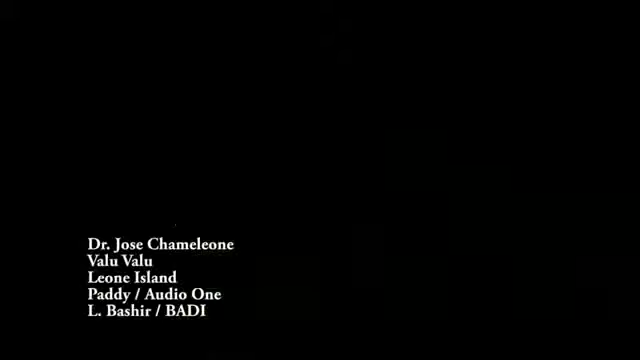 Dr. Jose Chameleone
Valu Valu
Leone Island
Paddy / Audio One
L. Bashir / BADI